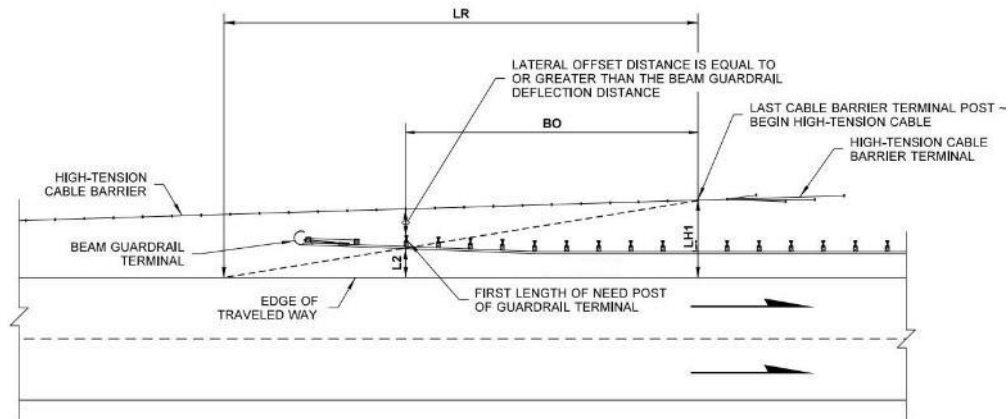 LR
LATERAL OFFSET DISTANCE IS EQUAL TO
OR GREATER THAN THE BEAM GUARDRAIL
DEFLECTION DISTANCE
LAST CABLE BARRIER TERMINAL POST ~
BEGIN HIGH-TENSION CABLE
BO
HIGH-TENSION CABLE
BARRIER TERMINAL
HIGH-TENSION
CABLE BARRIER
BEAM GUARDRAIL
TERMINAL
L2
LH1
EDGE OF
TRAVELED WAY
FIRST LENGTH OF NEED POST
OF GUARDRAIL TERMINAL